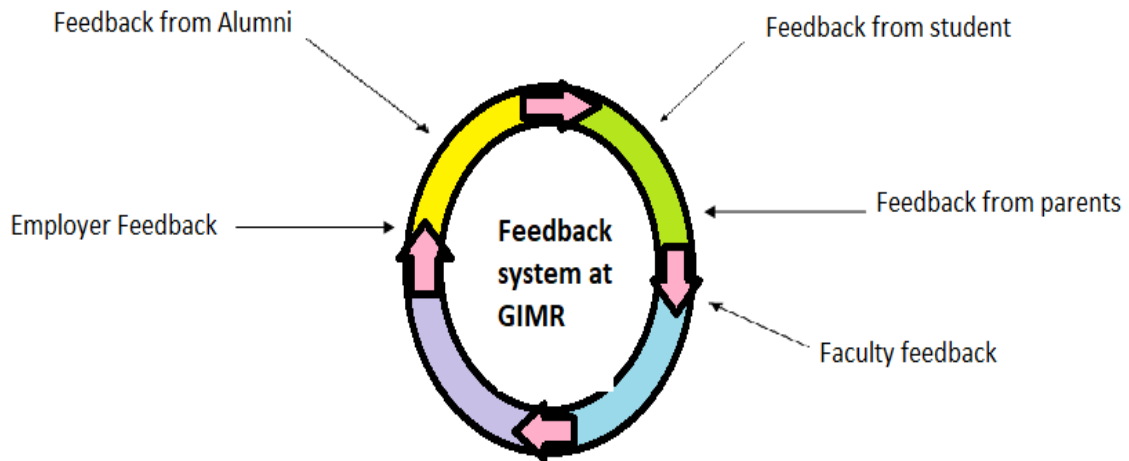 Feedback from Alumni
Feedback from student
Feedback from parents
Employer Feedback
Feedback
system at
GIMR
Faculty feedback